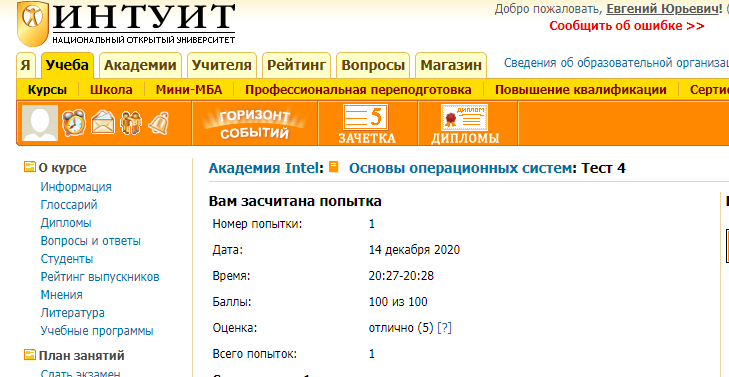 ИНТУИТ
НАЦИОНАЛЬНЫЙ ОТКРЫТЫЙ УНИВЕРСИТЕТ
Добро пожаловать, Евгений Юрьевич! (
Сообщить об ошибке >>
Я Учеба Академии Учителя Рейтинг Вопросы Магазин
Сведения об образовательной организа
Курсы Школа Мини-МБА Профессиональная переподготовка Повышение квалификации Серти
ГОРИЗОНТ
СОБЫТИЙ
5
ЗАЧЕТКА
ДИПЛОМ
ДИПЛОМЫ
О курсе
Информация
Глоссарий
Дипломы
Вопросы и ответы
Студенты
Рейтинг выпускников
Мнения
Литература
Учебные программы
План занятий
Сдать экзамен
Академия Intel: Основы операционных систем: Тест 4
Вам засчитана попытка
Номер попытки: 1
Дата: 14 декабря 2020
Время: 20:27-20:28
Баллы: 100 из 100
Оценка: отлично (5) [?]
Всего попыток: 1